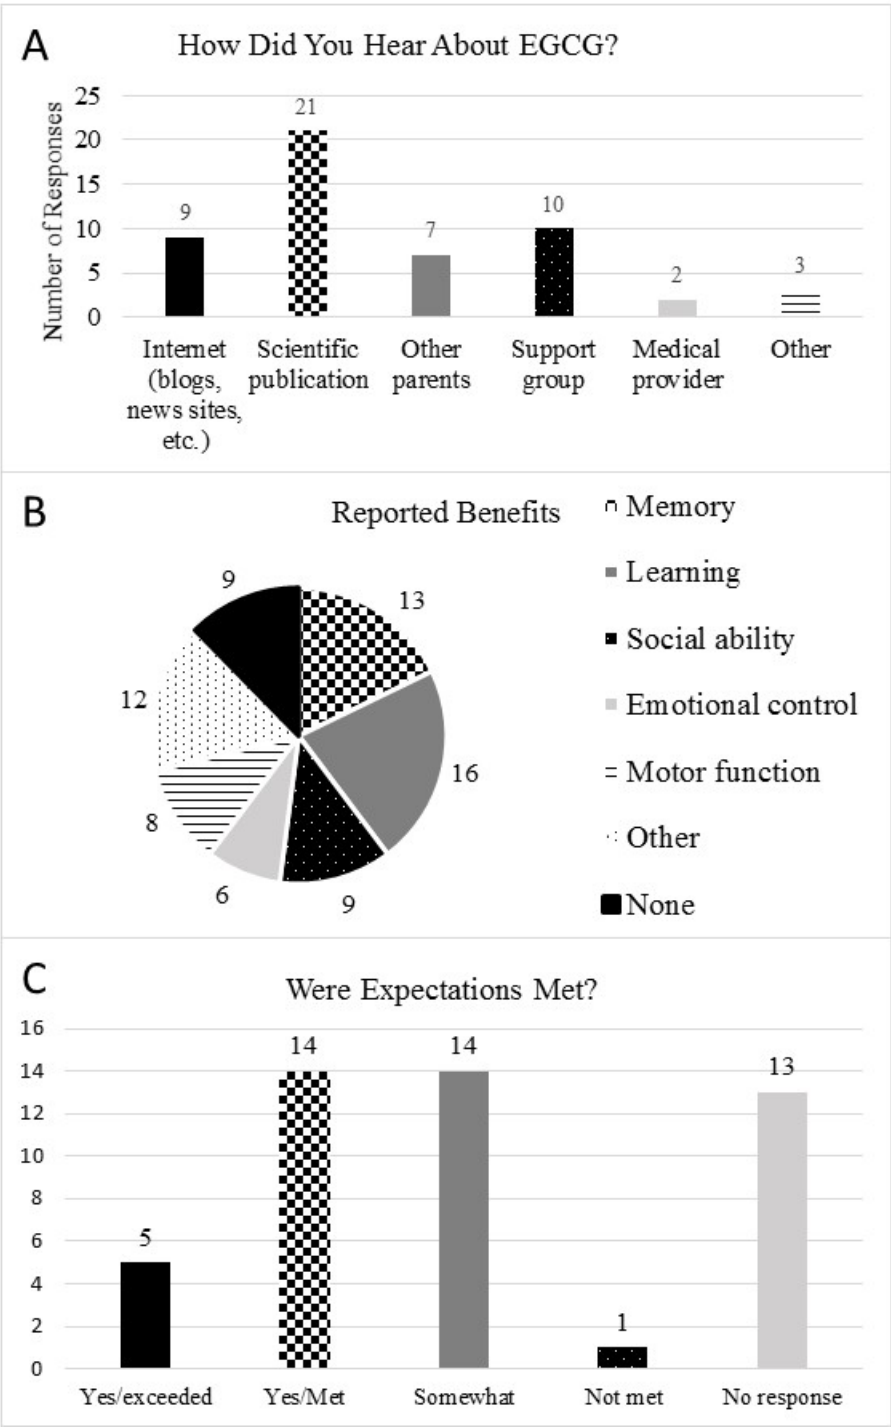 A
How Did You Hear About EGCG?
Number of Responses
25
20
15
10
5
0
9
21
7
10
2
3
Internet
(blogs,
news sites,
etc.)
Scientific
publication
Other
parents
Support
group
Medical
provider
Other
B
Reported Benefits
9
13
12
16
8
6
9
Memory
Learning
Social ability
Emotional control
Motor function
Other
None
C
Were Expectations Met?
16
14
12
10
8
6
4
2
0
5
14
14
1
13
Yes/exceeded
Yes/Met
Somewhat
Not met
No response